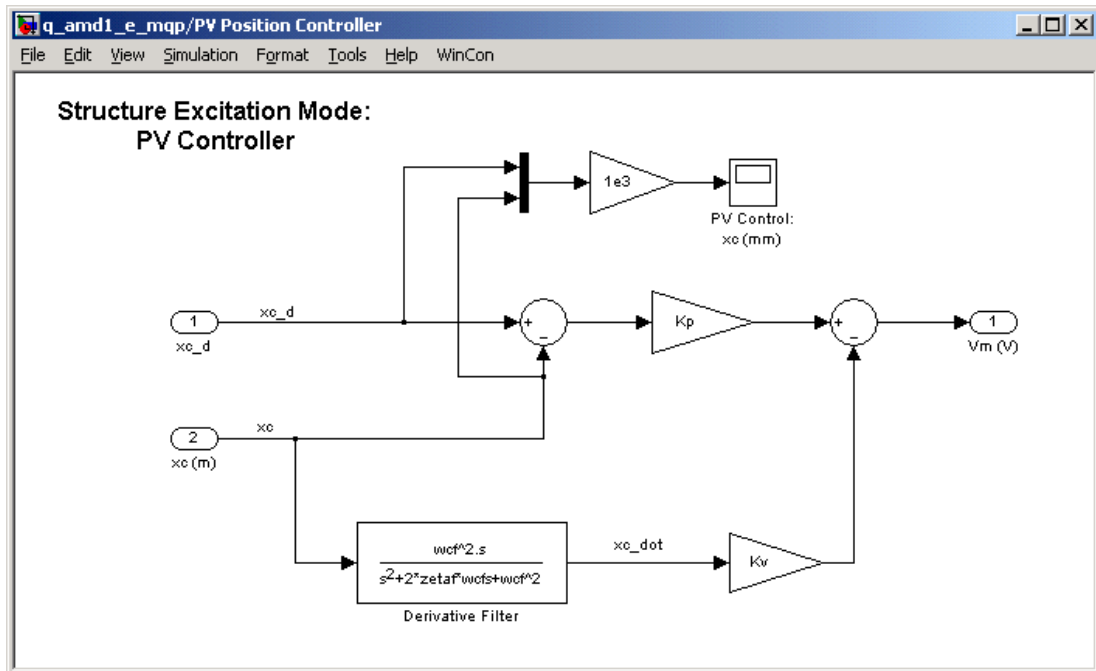 q_amd1_e_mqp/PV Position Controller
File Edit View Simulation Format Tools Help WinCon
Structure Excitation Mode:
PV Controller
1e3
PV Control:
xc (mm)
1
xc_d
xc_d
+
−
Kp
+
−
1
Vm (V)
2
xc (m)
xc
wcf^2.s
s^2+2*zetaf*wcfs+wcf^2
Derivative Filter
xc_dot
Kv